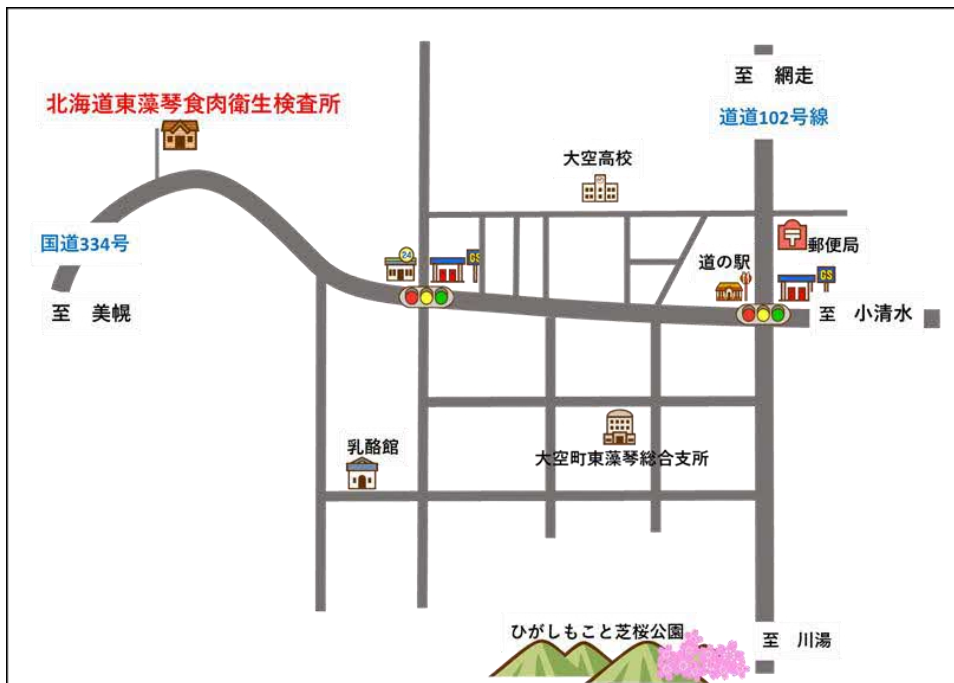 至 網走
北海道東藻琴食肉衛生検査所
道道102号線
大空高校
国道334号
郵便局
24
GS
道の駅
GS
至 美幌
至 小清水
乳酪館
大空町東藻琴総合支所
ひがしもこと芝桜公園
至 川湯